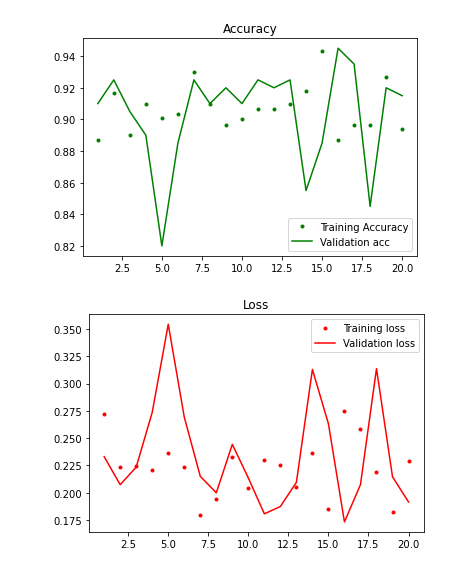 Accuracy
0.94
0.92
0.90
0.88
0.86
0.84
0.82
Training Accuracy
Validation acc
2.5 5.0 7.5 10.0 12.5 15.0 17.5 20.0
Loss
0.350
0.325
0.300
0.275
0.250
0.225
0.200
0.175
Training loss
Validation loss
2.5 5.0 7.5 10.0 12.5 15.0 17.5 20.0